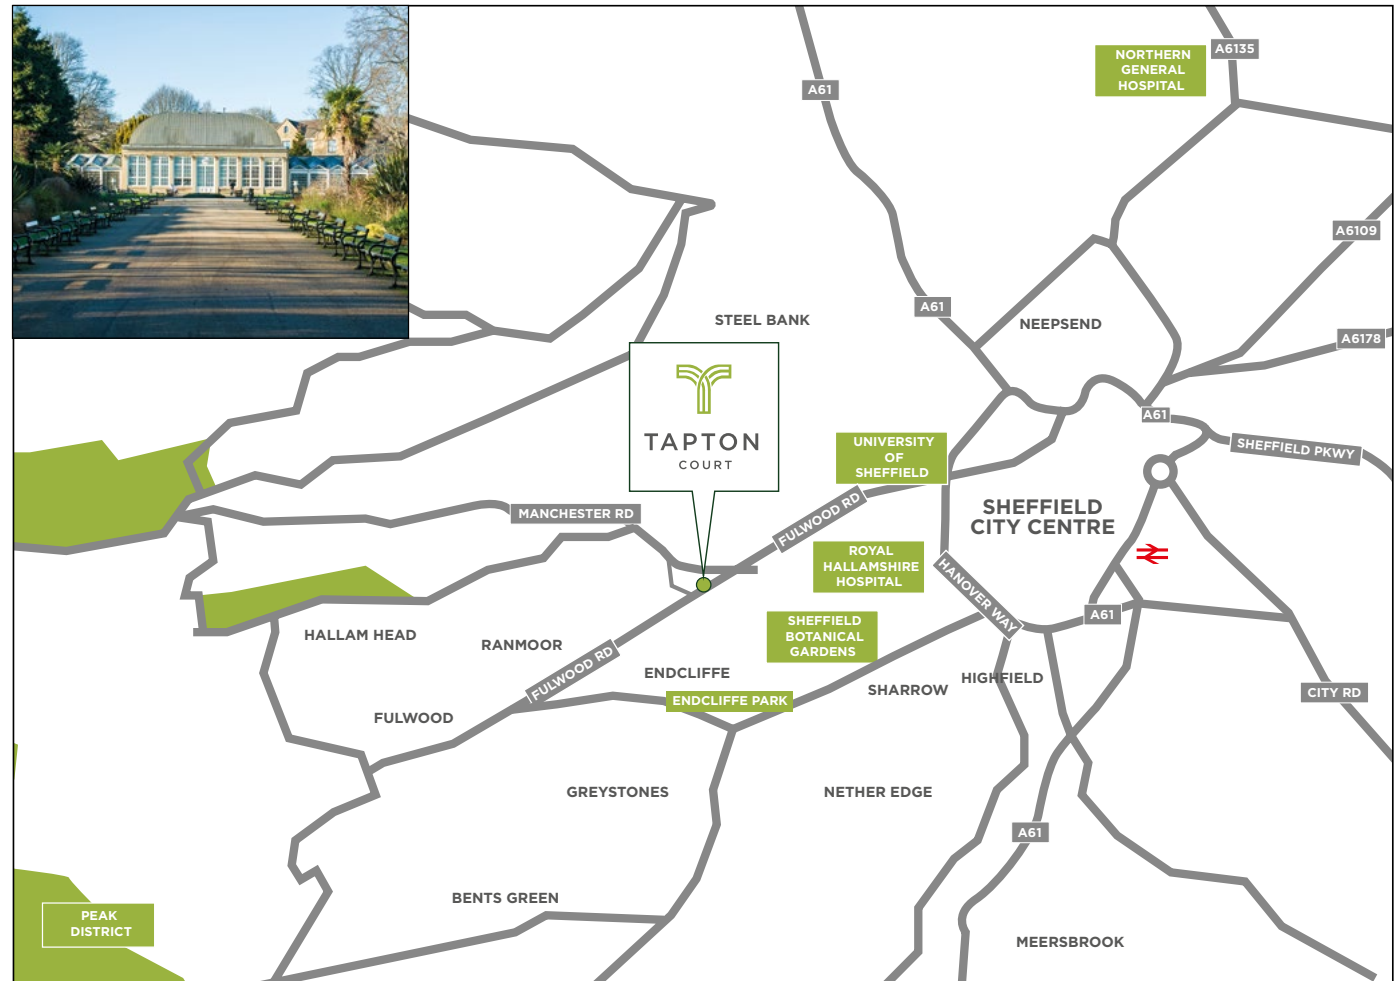 NORTHERN
GENERAL
HOSPITAL
A6135
A61
A6109
A61
STEEL BANK
NEEPSEND
A6178
TAPTON
COURT
A61
UNIVERSITY
OF
SHEFFIELD
SHEFFIELD PKWY
MANCHESTER RD
FULWOOD RD
SHEFFIELD
CITY CENTRE
ROYAL
HALLAMSHIRE
HOSPITAL
HANOVER WAY
A61
SHEFFIELD
BOTANICAL
GARDENS
HALLAM HEAD
RANMOOR
FULWOOD RD
ENDCLIFFE
HIGHFIELD
SHARROW
CITY RD
ENDCLIFFE PARK
FULWOOD
GREYSTONES
NETHER EDGE
A61
BENTS GREEN
PEAK
DISTRICT
MEERSBROOK